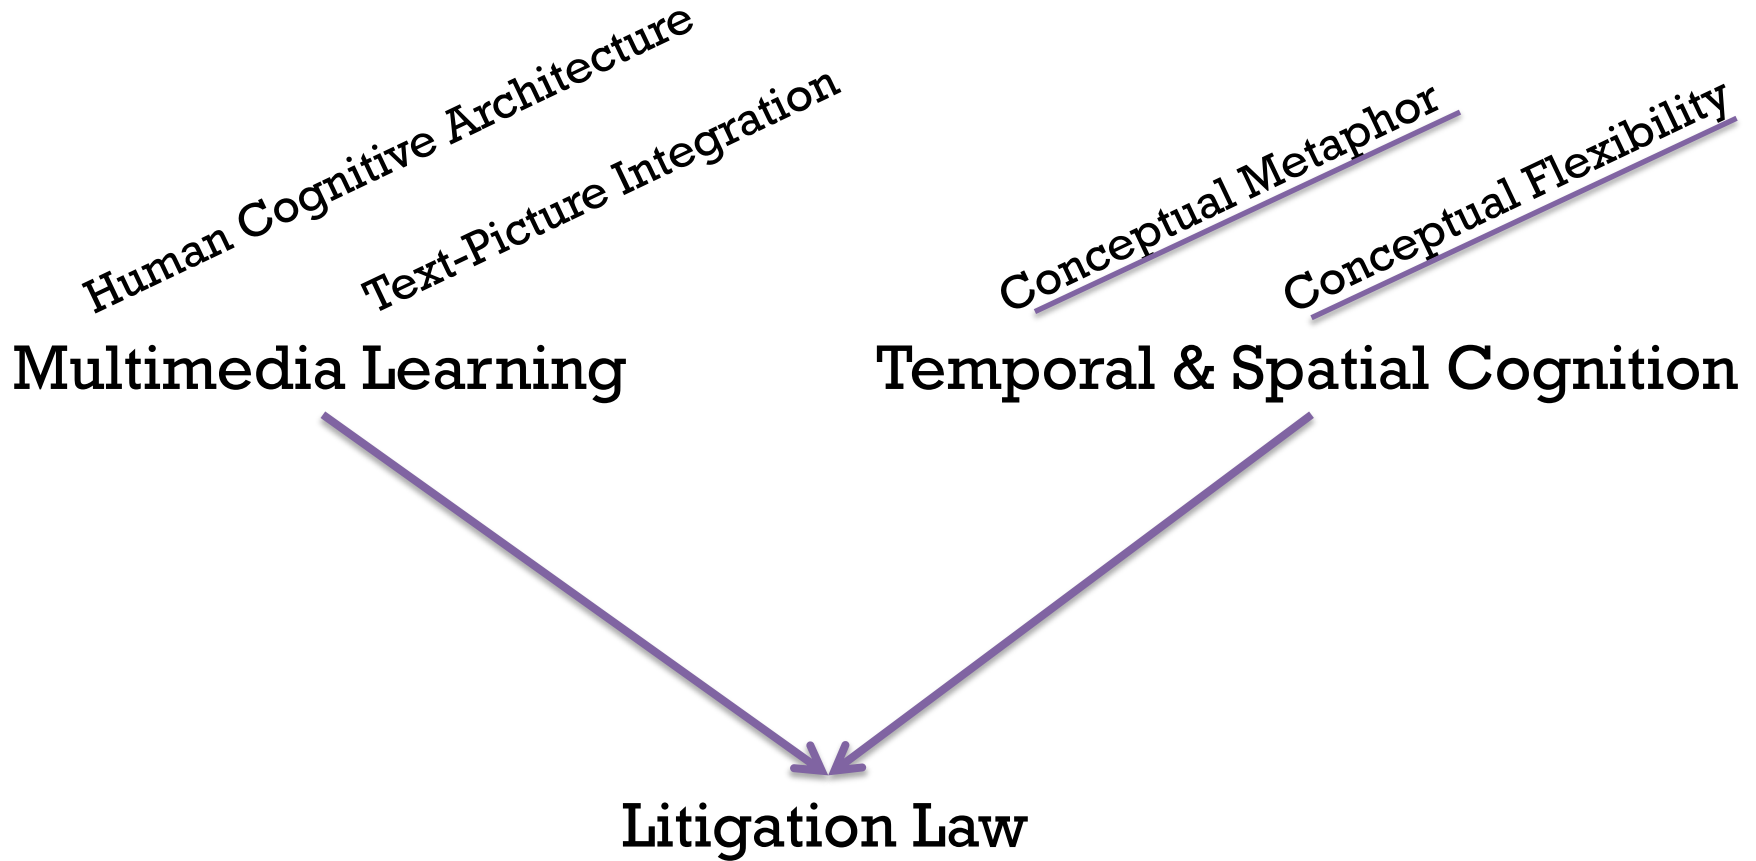 Human Cognitive Architecture
Text-Picture Integration
Conceptual Metaphor
Conceptual Flexibility
Multimedia Learning
Temporal & Spatial Cognition
Litigation Law